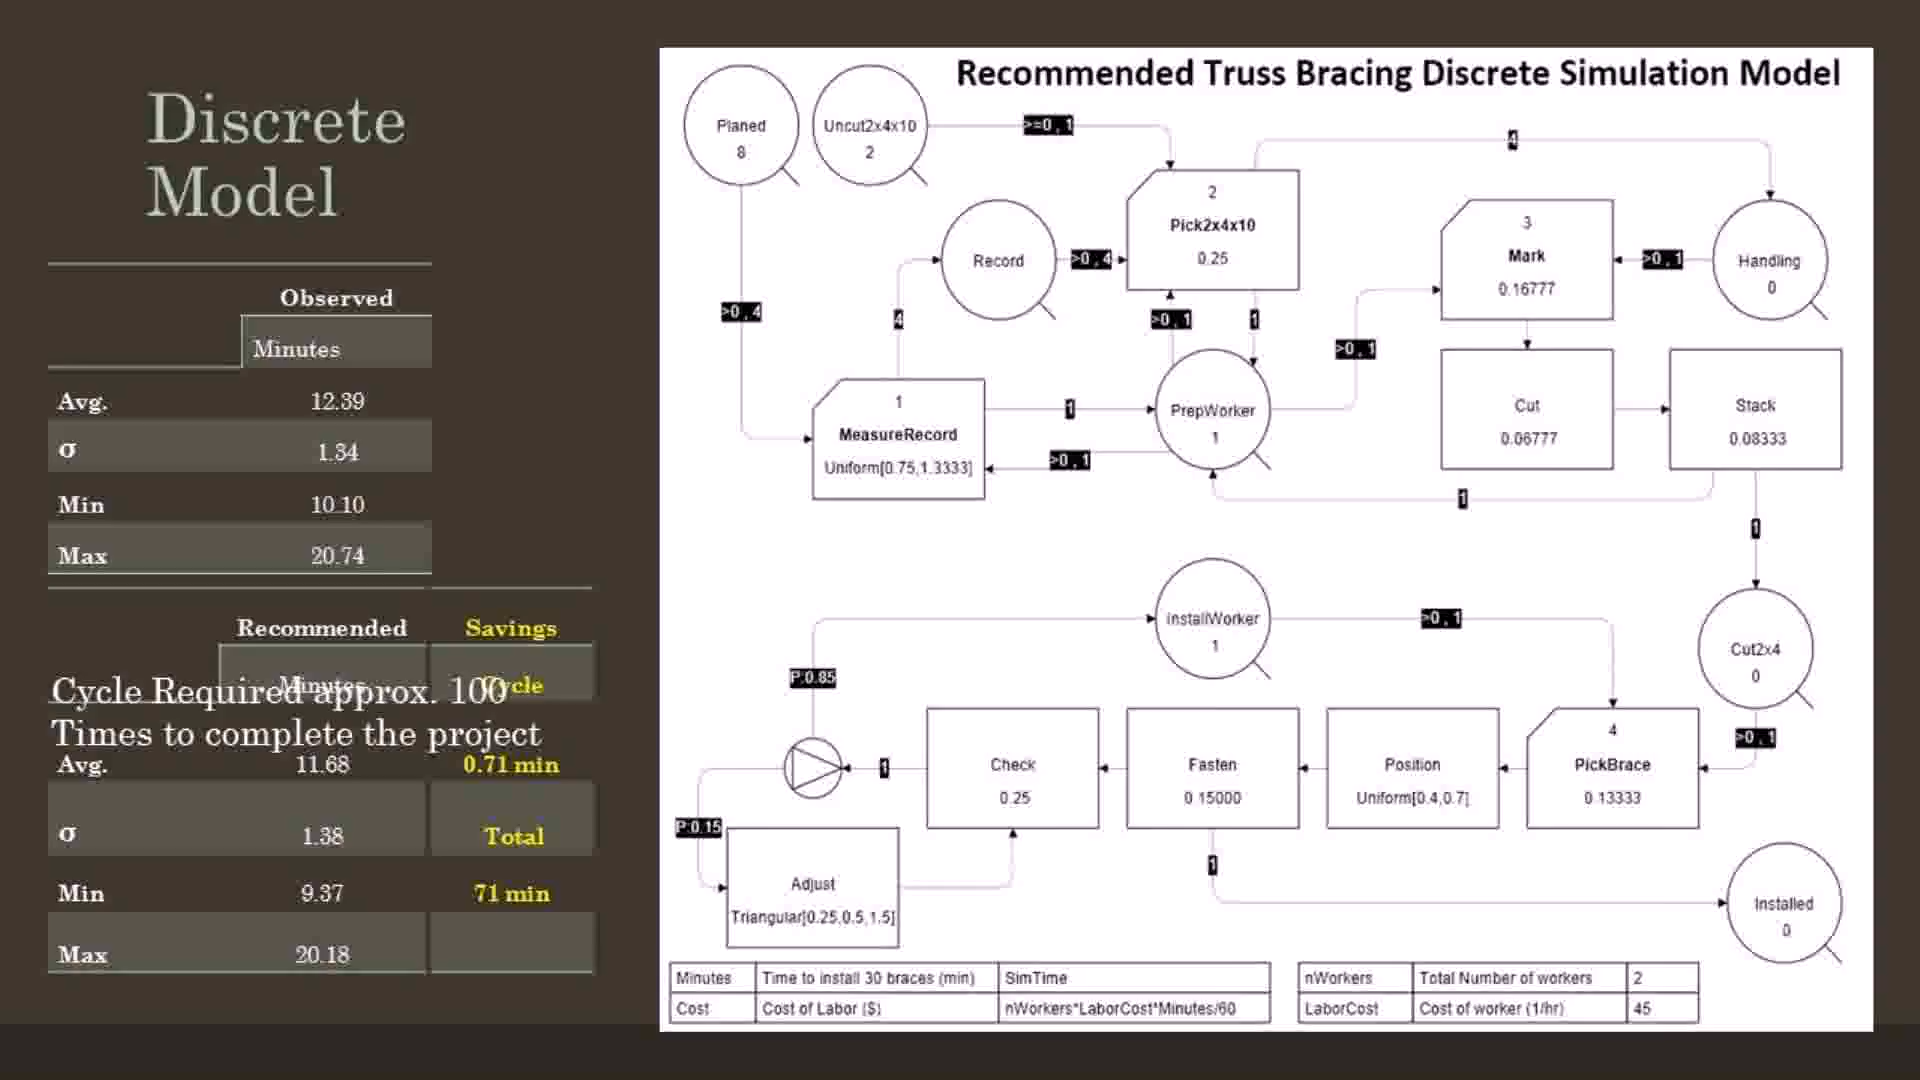 Discrete
Model
Observed
Minutes
Avg. 12.39
σ 1.34
Min 10.10
Max 20.74
Recommended Savings
Minutes Cycle
Cycle Required approx. 100
Times to complete the project
Avg. 11.68 0.71 min
σ 1.38 Total
Min 9.37 71 min
Max 20.18
Recommended Truss Bracing Discrete Simulation Model
Planed
8
Uncut2x4x10
2
>=0 , 1
4
2
Pick2x4x10
0.25
Record
>0 , 4
3
Mark
0.16777
>0 , 1
Handling
0
>0 , 4
4
>0 , 1
1
>0 , 1
1
MeasureRecord
Uniform[0.75,1.3333]
1
>0 , 1
PrepWorker
1
Cut
0.06777
Stack
0.08333
1
1
InstallWorker
1
>0 , 1
Cut2x4
0
P:0.85
>0 , 1
1
Check
0.25
Fasten
0.15000
Position
Uniform[0.4,0.7]
4
PickBrace
0.13333
P:0.15
Adjust
Triangular[0.25,0.5,1.5]
1
Installed
0
Minutes Time to install 30 braces (min) SimTime
Cost Cost of Labor ($) nWorkers*LaborCost*Minutes/60
nWorkers Total Number of workers 2
LaborCost Cost of worker (1/hr) 45